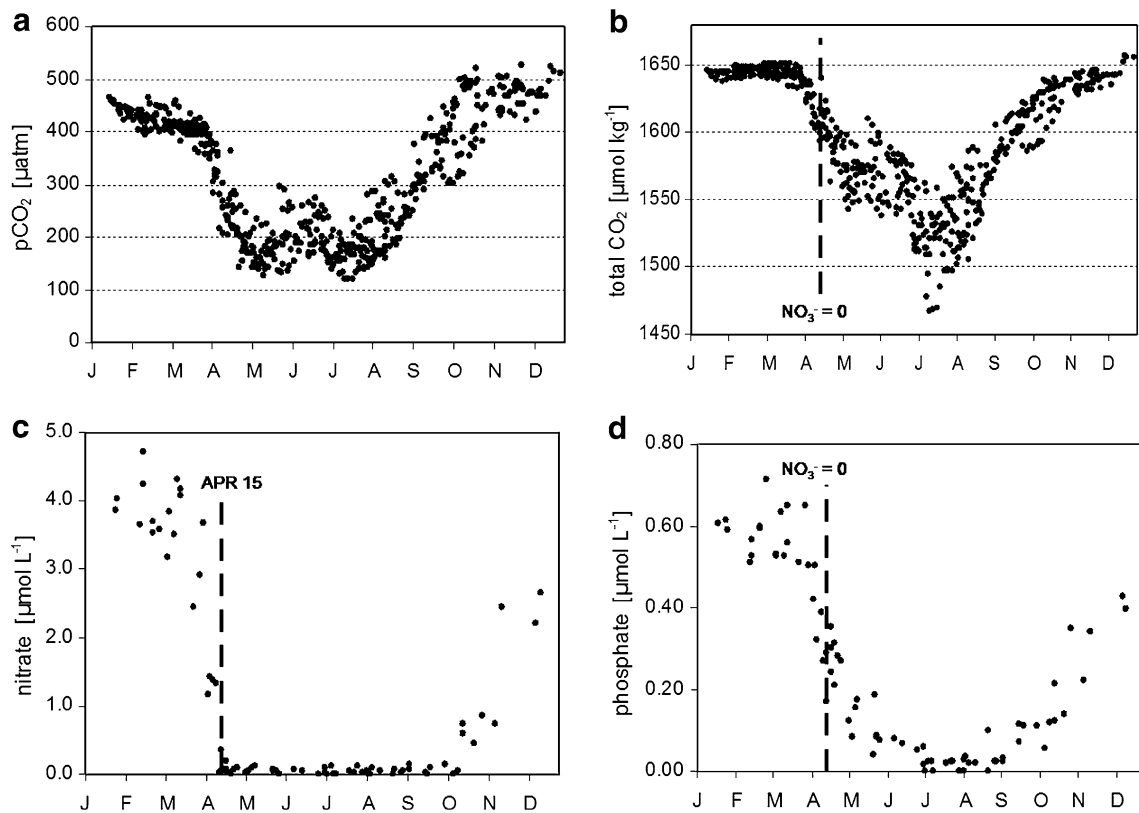 a
600
500
400
300
200
100
0
pCO₂ [µatm]
J F M A M J J A S O N D
b
1650
1600
1550
1500
1450
total CO₂ [µmol kg⁻¹]
NO₃⁻ = 0
J F M A M J J A S O N D
c
5.0
4.0
3.0
2.0
1.0
0.0
nitrate [µmol L⁻¹]
APR 15
J F M A M J J A S O N D
d
0.80
0.60
0.40
0.20
0.00
phosphate [µmol L⁻¹]
NO₃⁻ = 0
J F M A M J J A S O N D